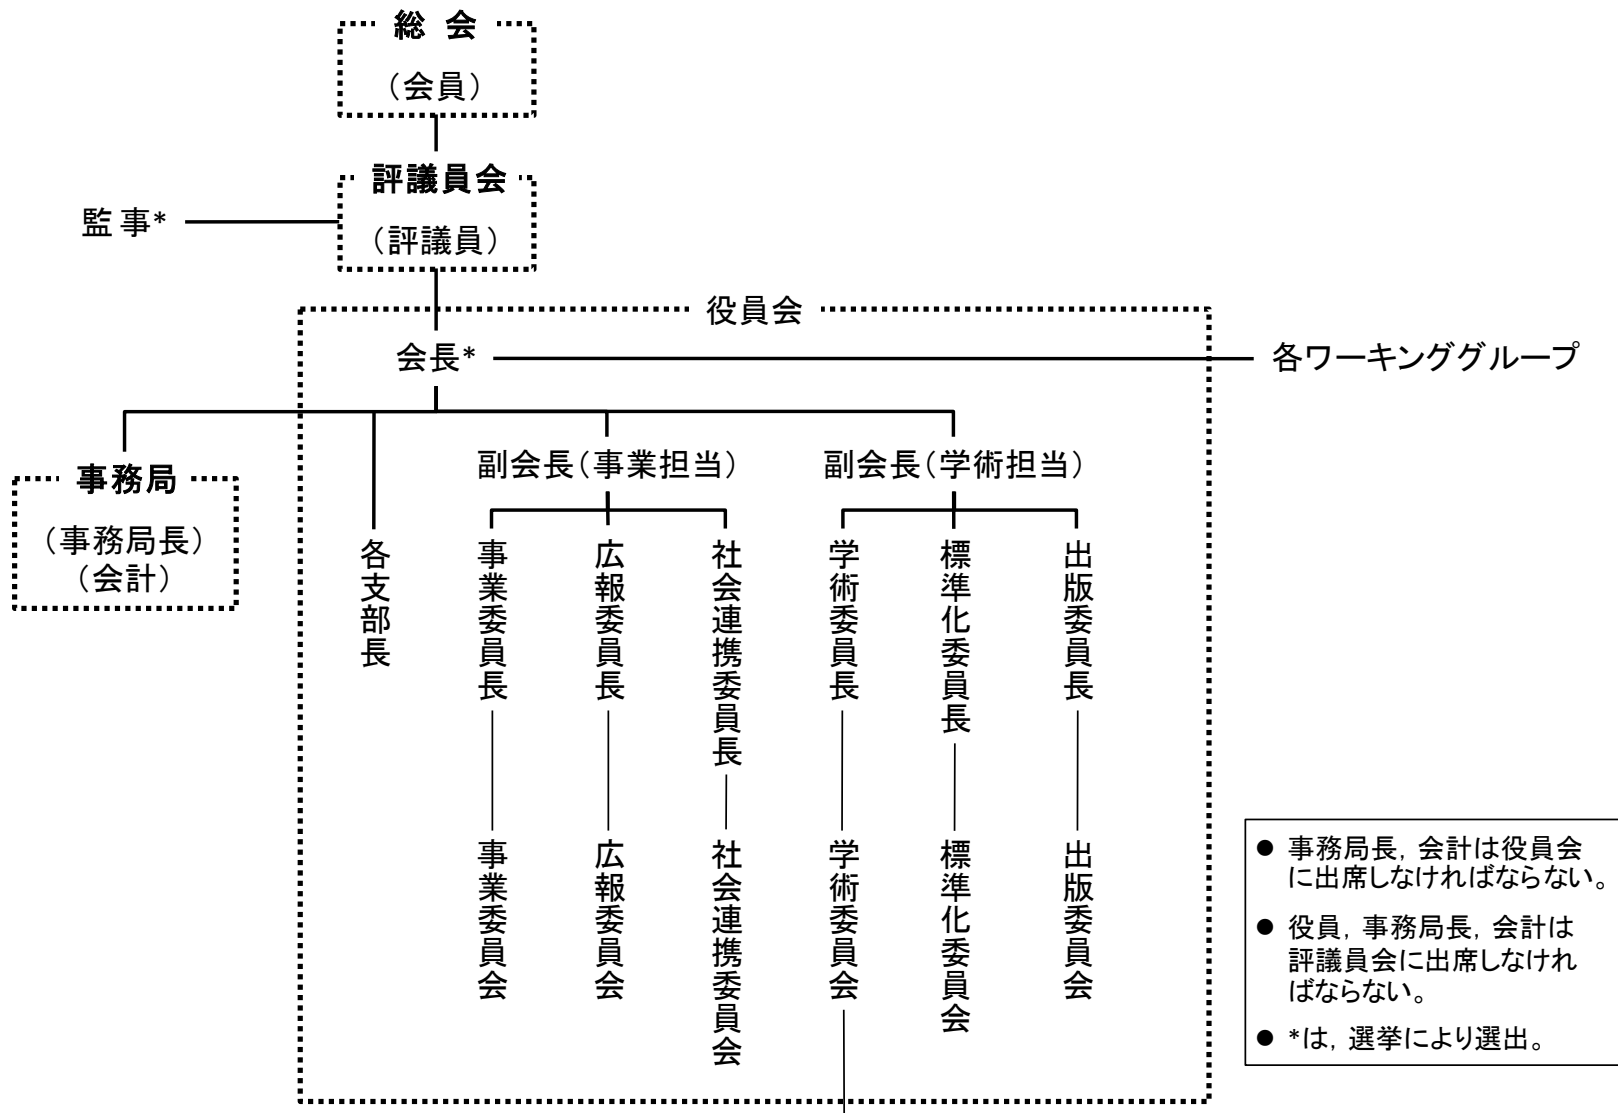 総 会
（会員）
評議員会
（評議員）
監 事*
役員会
会長*
各ワーキンググループ
事務局
（事務局長）
（会計）
副会長（事業担当）
副会長（学術担当）
各支部長
事業委員長
広報委員長
社会連携委員長
学術委員長
標準化委員長
出版委員長
事業委員会
広報委員会
社会連携委員会
学術委員会
標準化委員会
出版委員会
● 事務局長，会計は役員会
に出席しなければならない。
● 役員，事務局長，会計は
評議員会に出席しなけれ
ばならない。
● *は，選挙により選出。